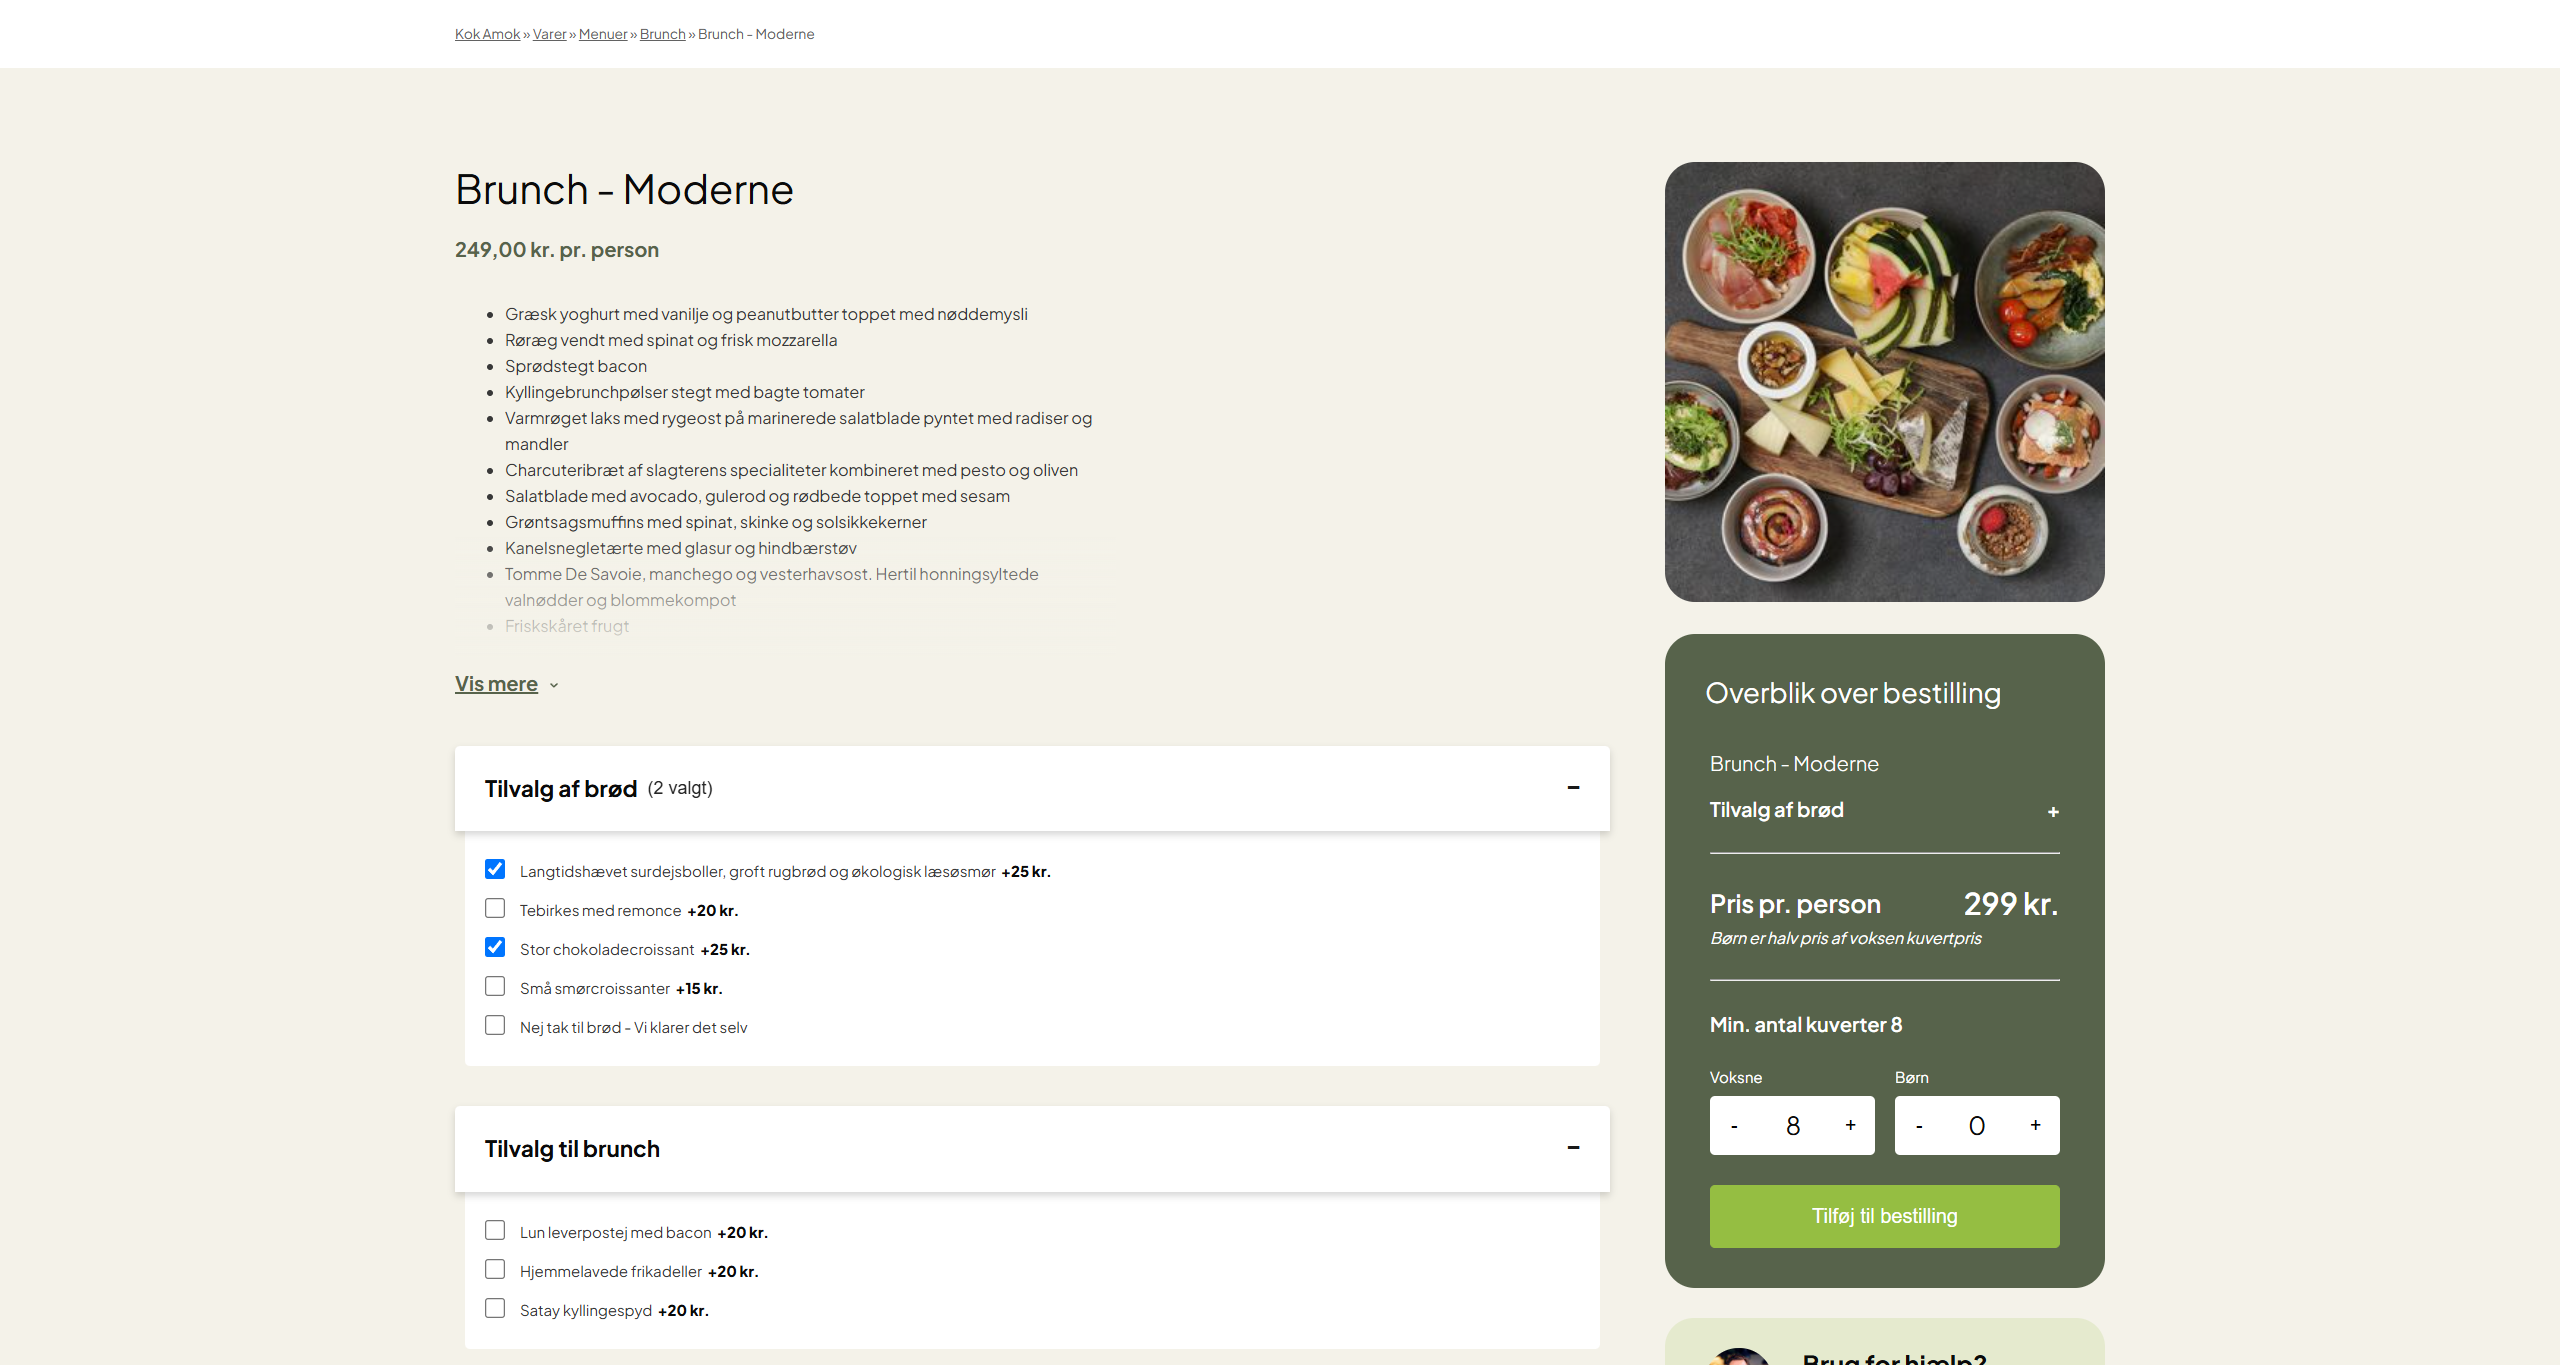 Kok Amok » Varer » Menuer » Brunch » Brunch - Moderne
Brunch - Moderne
249,00 kr. pr. person
Græsk yoghurt med vanilje og peanutbutter toppet med nøddemysli
Røræg vendt med spinat og frisk mozzarella
Sprødstegt bacon
Kyllingebrunchpølser stegt med bagte tomater
Varmrøget laks med rygeost på marinerede salatblade pyntet med radiser og
mandler
Charcuteribræt af slagterens specialiteter kombineret med pesto og oliven
Salatblade med avocado, gulerod og rødbede toppet med sesam
Grøntsagsmuffins med spinat, skinke og solsikkekerner
Kanelsnegletærte med glasur og hindbærstøv
Tomme De Savoie, manchego og vesterhavsost. Hertil honningsyltede
valnødder og blommekompot
Friskskåret frugt
Vis mere
Tilvalg af brød (2 valgt) −
Langtidshævet surdejsboller, groft rugbrød og økologisk læsøsmør +25 kr.
Tebirkes med remonce +20 kr.
Stor chokoladecroissant +25 kr.
Små smørcroissanter +15 kr.
Nej tak til brød - Vi klarer det selv
Tilvalg til brunch −
Lun leverpostej med bacon +20 kr.
Hjemmelavede frikadeller +20 kr.
Satay kyllingespyd +20 kr.
Overblik over bestilling
Brunch - Moderne
Tilvalg af brød +
Pris pr. person 299 kr.
Børn er halv pris af voksen kuvertpris
Min. antal kuverter 8
Voksne Børn
- 8 + - 0 +
Tilføj til bestilling
Brug for hjælp?